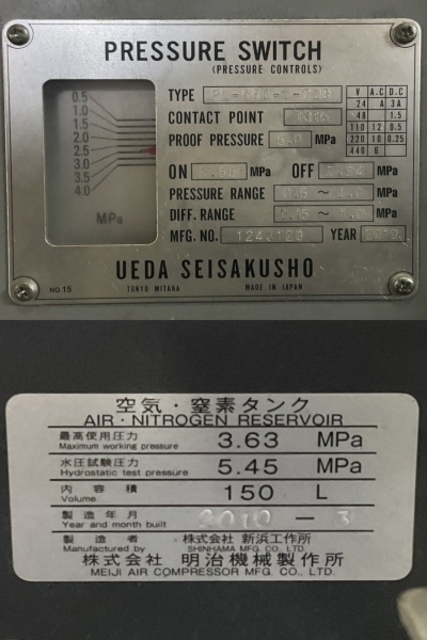 PRESSURE SWITCH
(PRESSURE CONTROLS)
0.5
1.0
1.5
2.0
2.5
3.0
3.5
4.0
MPa
TYPE
V A.C D.C
24 A 3A
48 1.5
110 12 0.5
220 10 0.25
440 6
CONTACT POINT
PROOF PRESSURE MPa
ON MPa OFF MPa
PRESSURE RANGE 0.5 ~ 4.0 MPa
DIFF. RANGE MPa
MFG. NO. YEAR 2010
UEDA SEISAKUSHO
NO.15 TOKYO MITAKA MADE IN JAPAN
空気・窒素タンク
AIR・NITROGEN RESERVOIR
最高使用圧力 3.63 MPa
Maximum working pressure
水圧試験圧力 5.45 MPa
Hydrostatic test pressure
内容積 150 L
Volume
製造年月 2010 - 3
Year and month built
製造者 株式会社 新浜工作所
Manufactured by SHINHAMA MFG. CO. LTD.
株式会社 明治機械製作所
MEIJI AIR COMPRESSOR MFG. CO., LTD.